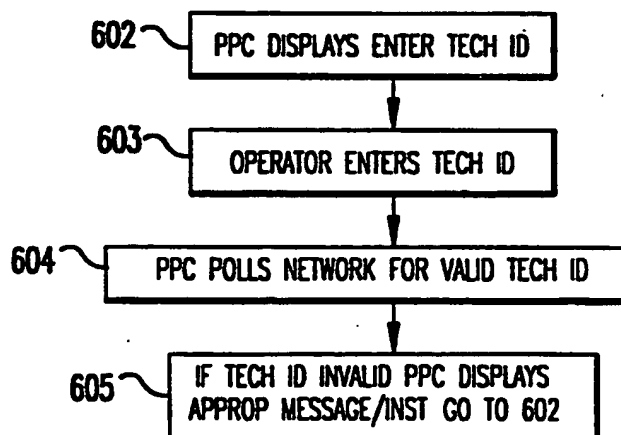 602
PPC DISPLAYS ENTER TECH ID
603
OPERATOR ENTERS TECH ID
604
PPC POLLS NETWORK FOR VALID TECH ID
605
IF TECH ID INVALID PPC DISPLAYS
APPROP MESSAGE/INST GO TO 602